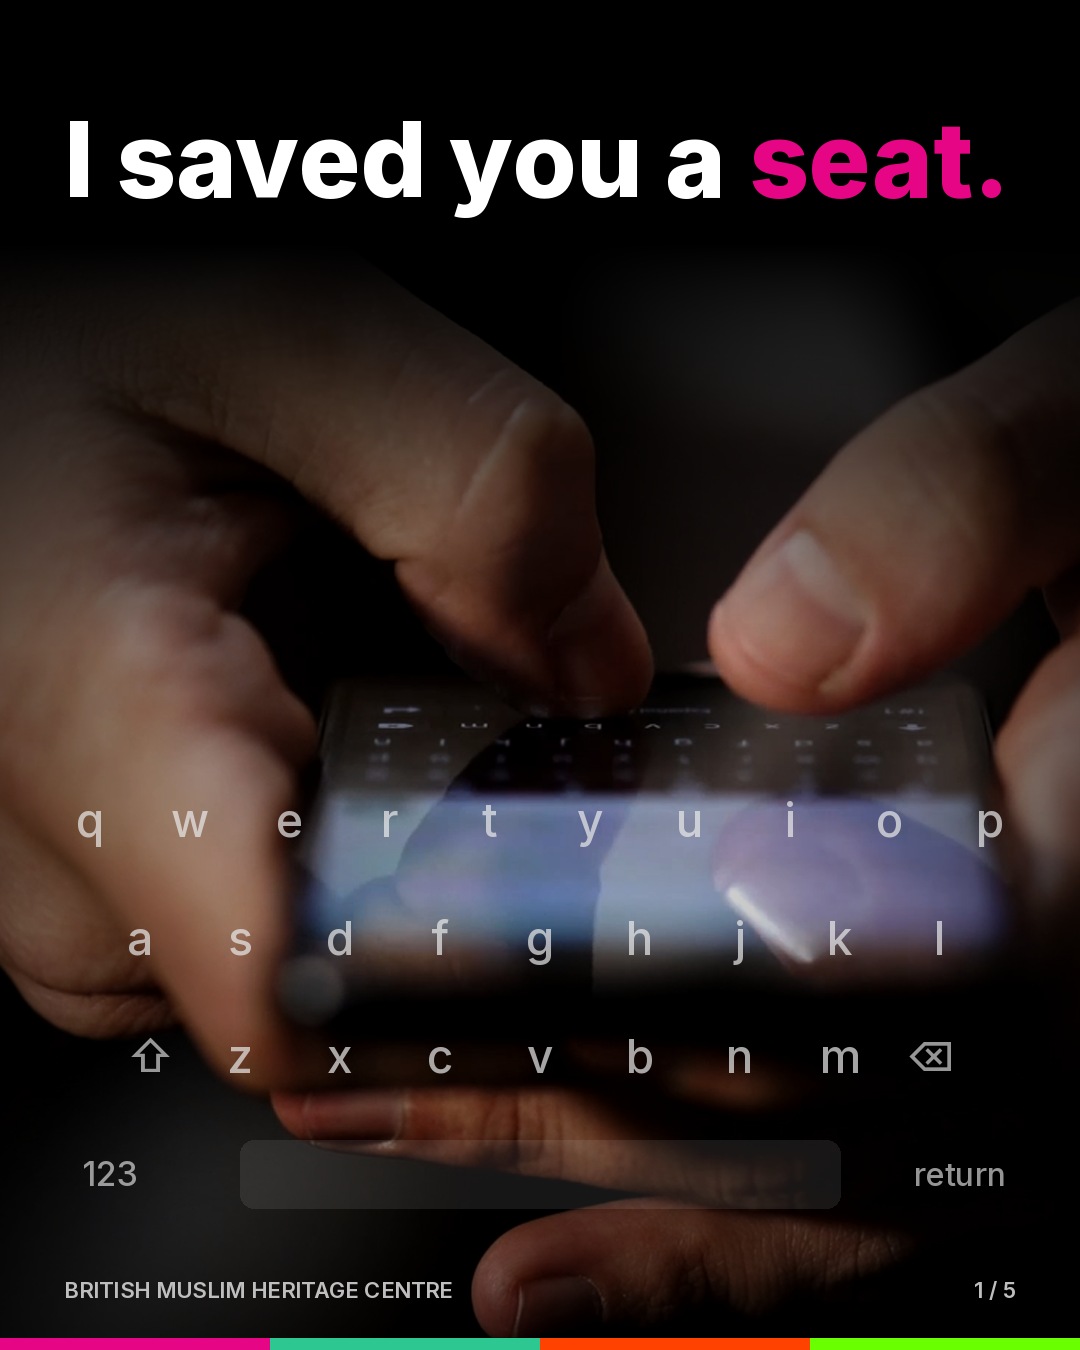 I saved you a seat.
q w e r t y u i o p
a s d f g h j k l
z x c v b n m
123 return
BRITISH MUSLIM HERITAGE CENTRE 1 / 5